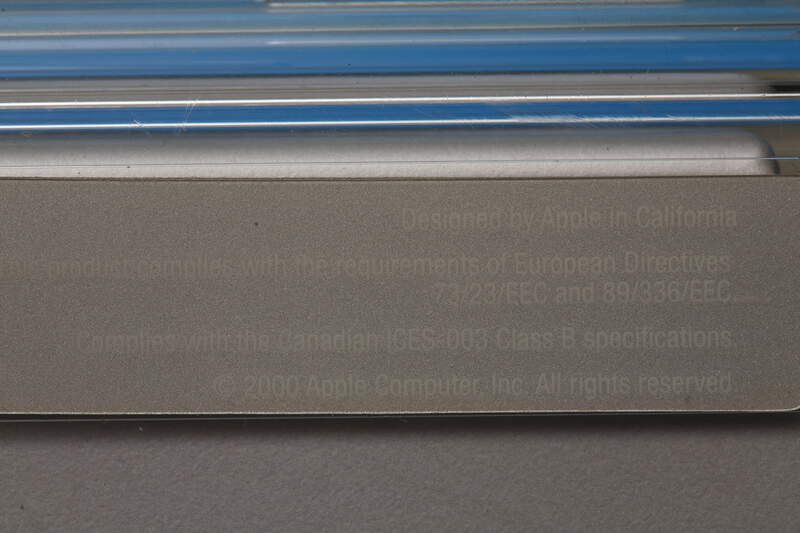 Designed by Apple in California
product complies with the requirements of European Directives
73/23/EEC and 89/336/EEC
Complies with the Canadian ICES-003 Class B specifications.
© 2000 Apple Computer, Inc. All rights reserved.